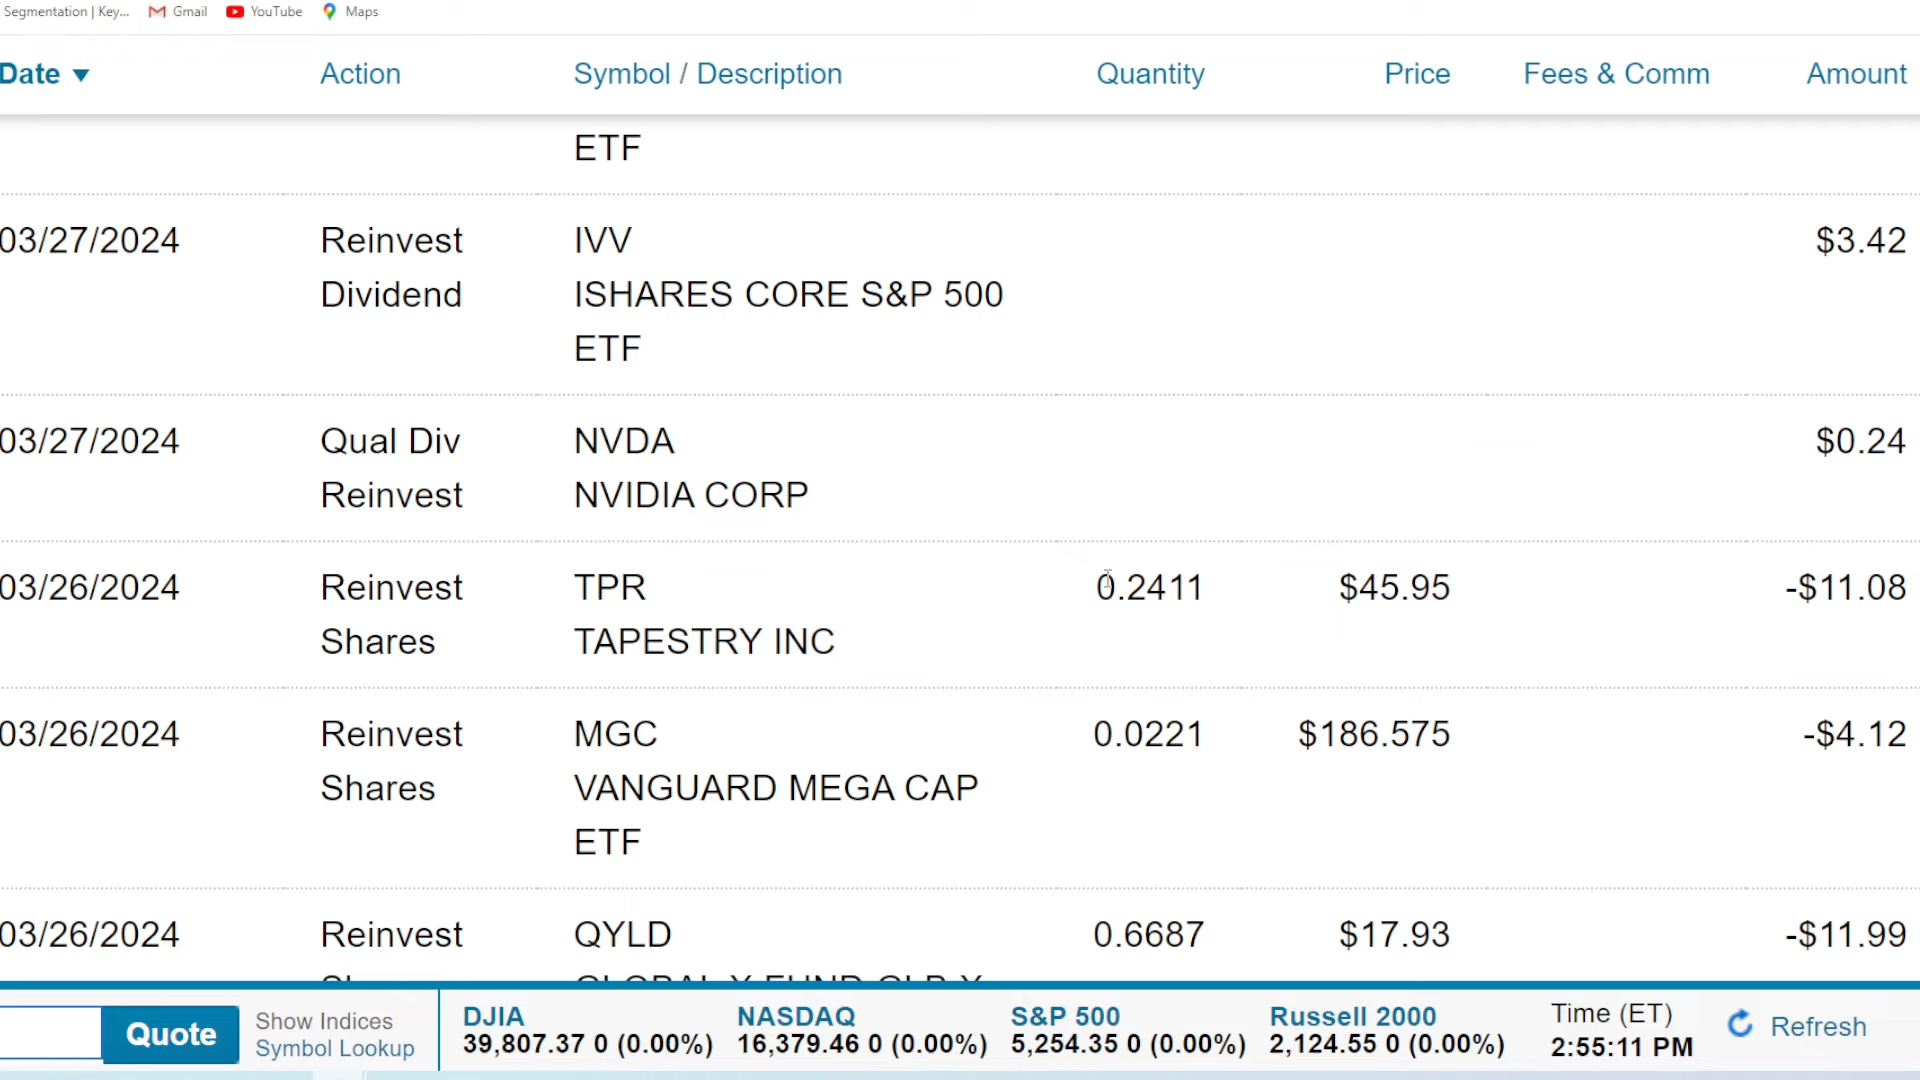 Segmentation | Key... Gmail YouTube Maps
Date ▼ Action Symbol / Description Quantity Price Fees & Comm Amount
ETF
03/27/2024 Reinvest IVV $3.42
Dividend ISHARES CORE S&P 500
ETF
03/27/2024 Qual Div NVDA $0.24
Reinvest NVIDIA CORP
03/26/2024 Reinvest TPR 0.2411 $45.95 -$11.08
Shares TAPESTRY INC
03/26/2024 Reinvest MGC 0.0221 $186.575 -$4.12
Shares VANGUARD MEGA CAP
ETF
03/26/2024 Reinvest QYLD 0.6687 $17.93 -$11.99
Quote Show Indices DJIA NASDAQ S&P 500 Russell 2000 Time (ET) Refresh
Symbol Lookup 39,807.37 0 (0.00%) 16,379.46 0 (0.00%) 5,254.35 0 (0.00%) 2,124.55 0 (0.00%) 2:55:11 PM